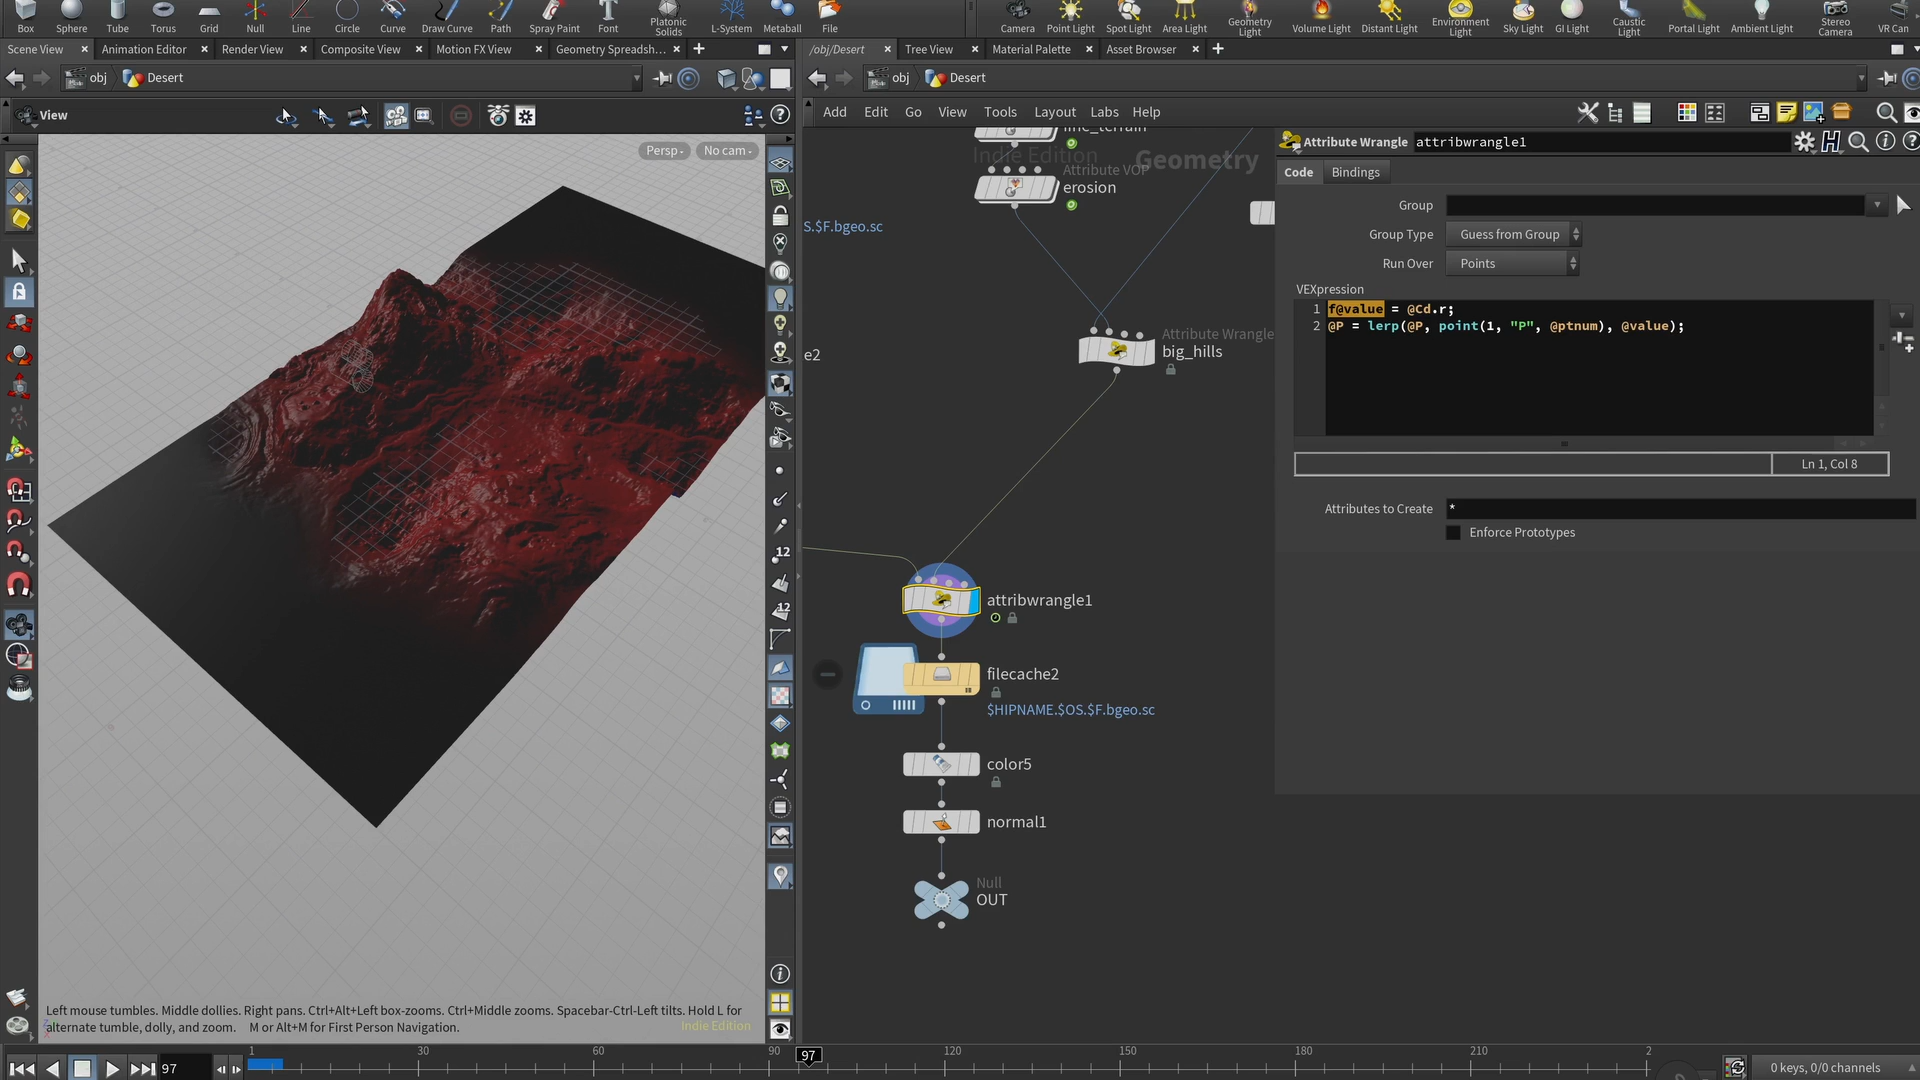 Box
Sphere
Tube
Torus
Grid
Null
Line
Circle
Curve
Draw Curve
Path
Spray Paint
Font
Platonic
Solids
L-System
Metaball
File
Camera
Point Light
Spot Light
Area Light
Geometry
Light
Volume Light
Distant Light
Environment
Light
Sky Light
GI Light
Caustic
Light
Portal Light
Ambient Light
Stereo
Camera
VR Can
Scene View
Animation Editor
Render View
Composite View
Motion FX View
Geometry Spreadsh...
/obj/Desert
Tree View
Material Palette
Asset Browser
obj
Desert
obj
Desert
View
Add
Edit
Go
View
Tools
Layout
Labs
Help
Persp
No cam
Indie Edition
Geometry
Attribute VOP
erosion
S.$F.bgeo.sc
e2
Attribute Wrangle
big_hills
attribwrangle1
filecache2
$HIPNAME.$OS.$F.bgeo.sc
color5
normal1
Null
OUT
Attribute Wrangle
attribwrangle1
Code
Bindings
Group
Group Type
Guess from Group
Run Over
Points
VEXpression
1 f@value = @Cd.r;
2 @P = lerp(@P, point(1, "P", @ptnum), @value);
Ln 1, Col 8
Attributes to Create
*
Enforce Prototypes
12
12
Left mouse tumbles. Middle dollies. Right pans. Ctrl+Alt+Left box-zooms. Ctrl+Middle zooms. Spacebar-Ctrl-Left tilts. Hold L for
alternate tumble, dolly, and zoom. M or Alt+M for First Person Navigation.
Indie Edition
97
1
30
60
90
97
120
150
180
210
2
0 keys, 0/0 channels